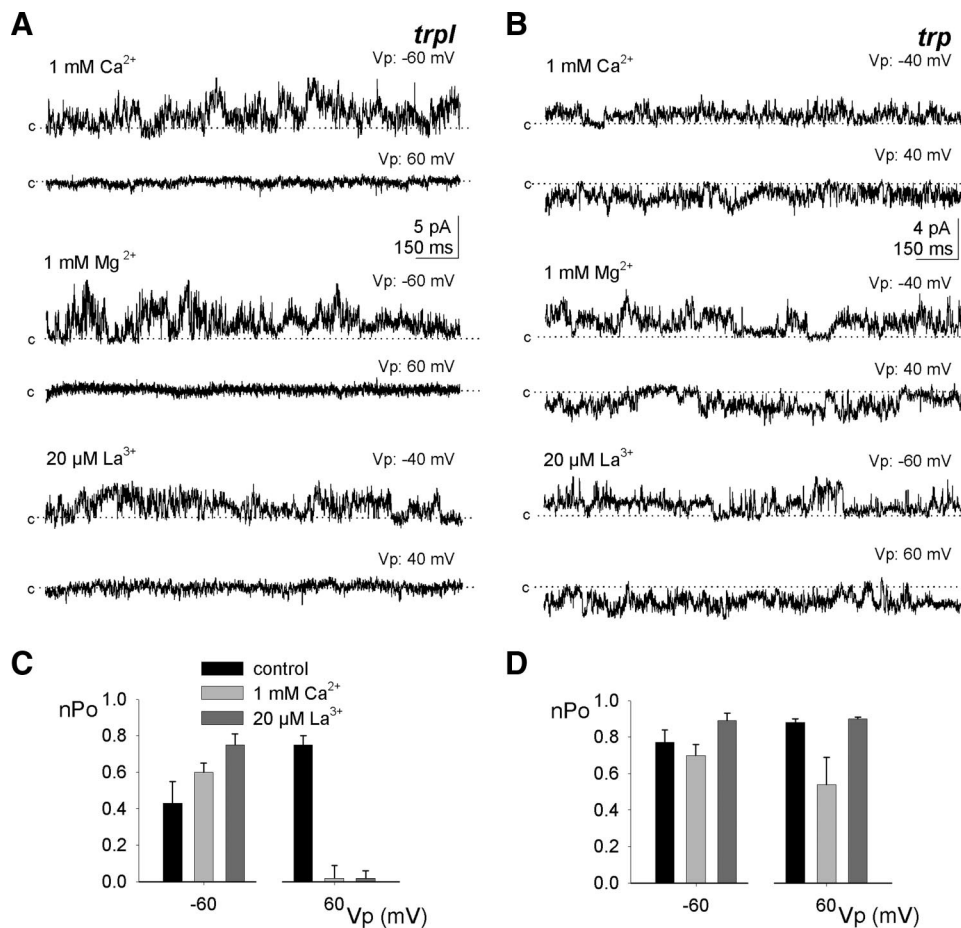 A
trpl
1 mM Ca²⁺
Vp: -60 mV
c
Vp: 60 mV
c
5 pA
150 ms
1 mM Mg²⁺
Vp: -60 mV
c
Vp: 60 mV
c
20 µM La³⁺
Vp: -40 mV
c
Vp: 40 mV
c
B
trp
1 mM Ca²⁺
Vp: -40 mV
c
Vp: 40 mV
c
4 pA
150 ms
1 mM Mg²⁺
Vp: -40 mV
c
Vp: 40 mV
c
20 µM La³⁺
Vp: -60 mV
c
Vp: 60 mV
c
C
control
1 mM Ca²⁺
20 µM La³⁺
nPo
1.0
0.8
0.6
0.4
0.2
0.0
-60
60
Vp (mV)
D
nPo
1.0
0.8
0.6
0.4
0.2
0.0
-60
60
Vp (mV)